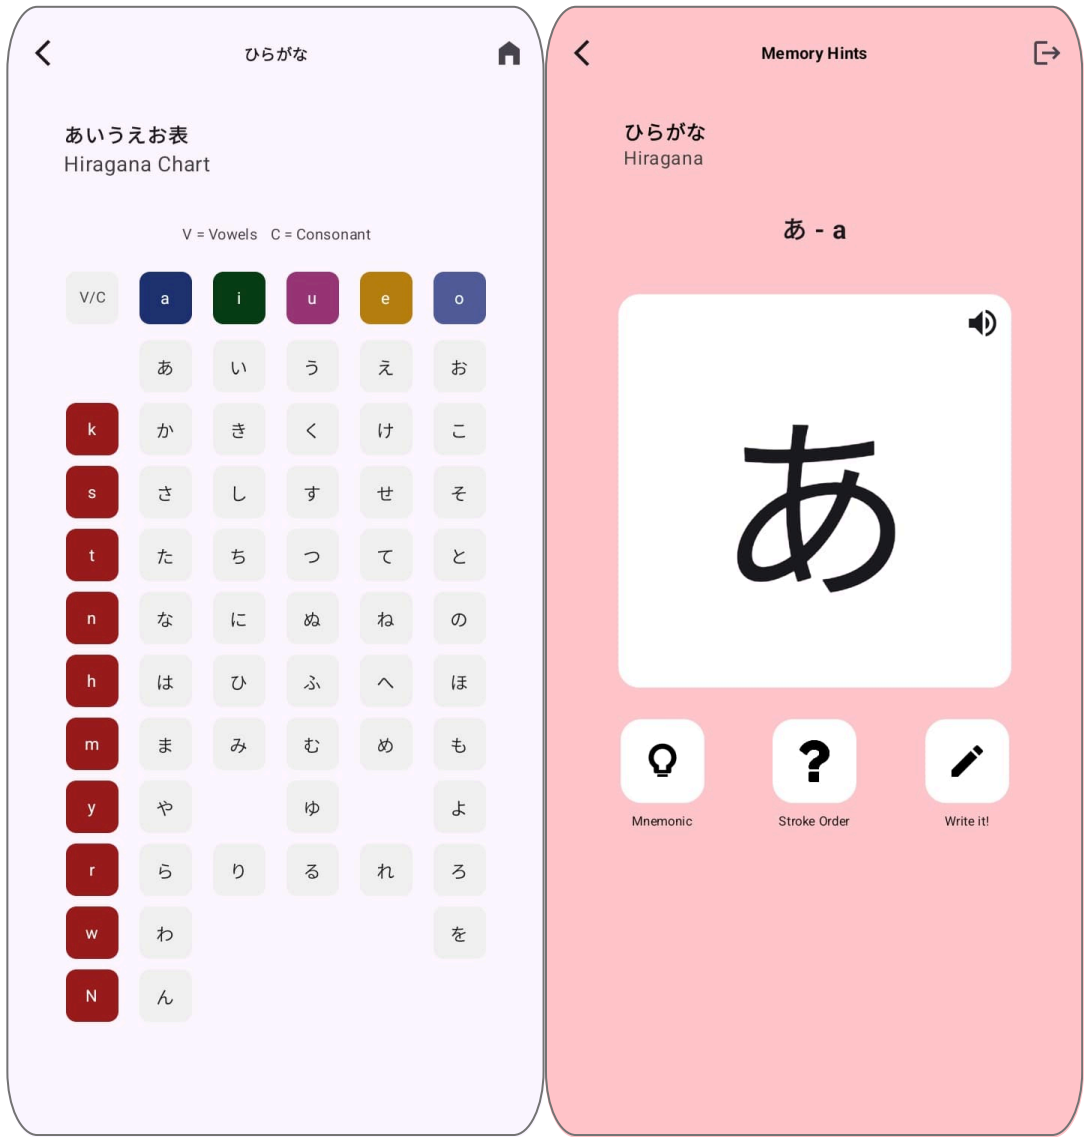 ひらがな
あいうえお表
Hiragana Chart
V = Vowels C = Consonant
V/C a i u e o
あ い う え お
k か き く け こ
s さ し す せ そ
t た ち つ て と
n な に ぬ ね の
h は ひ ふ へ ほ
m ま み む め も
y や ゆ よ
r ら り る れ ろ
w わ を
N ん
Memory Hints
ひらがな
Hiragana
あ - a
あ
?
Mnemonic Stroke Order Write it!